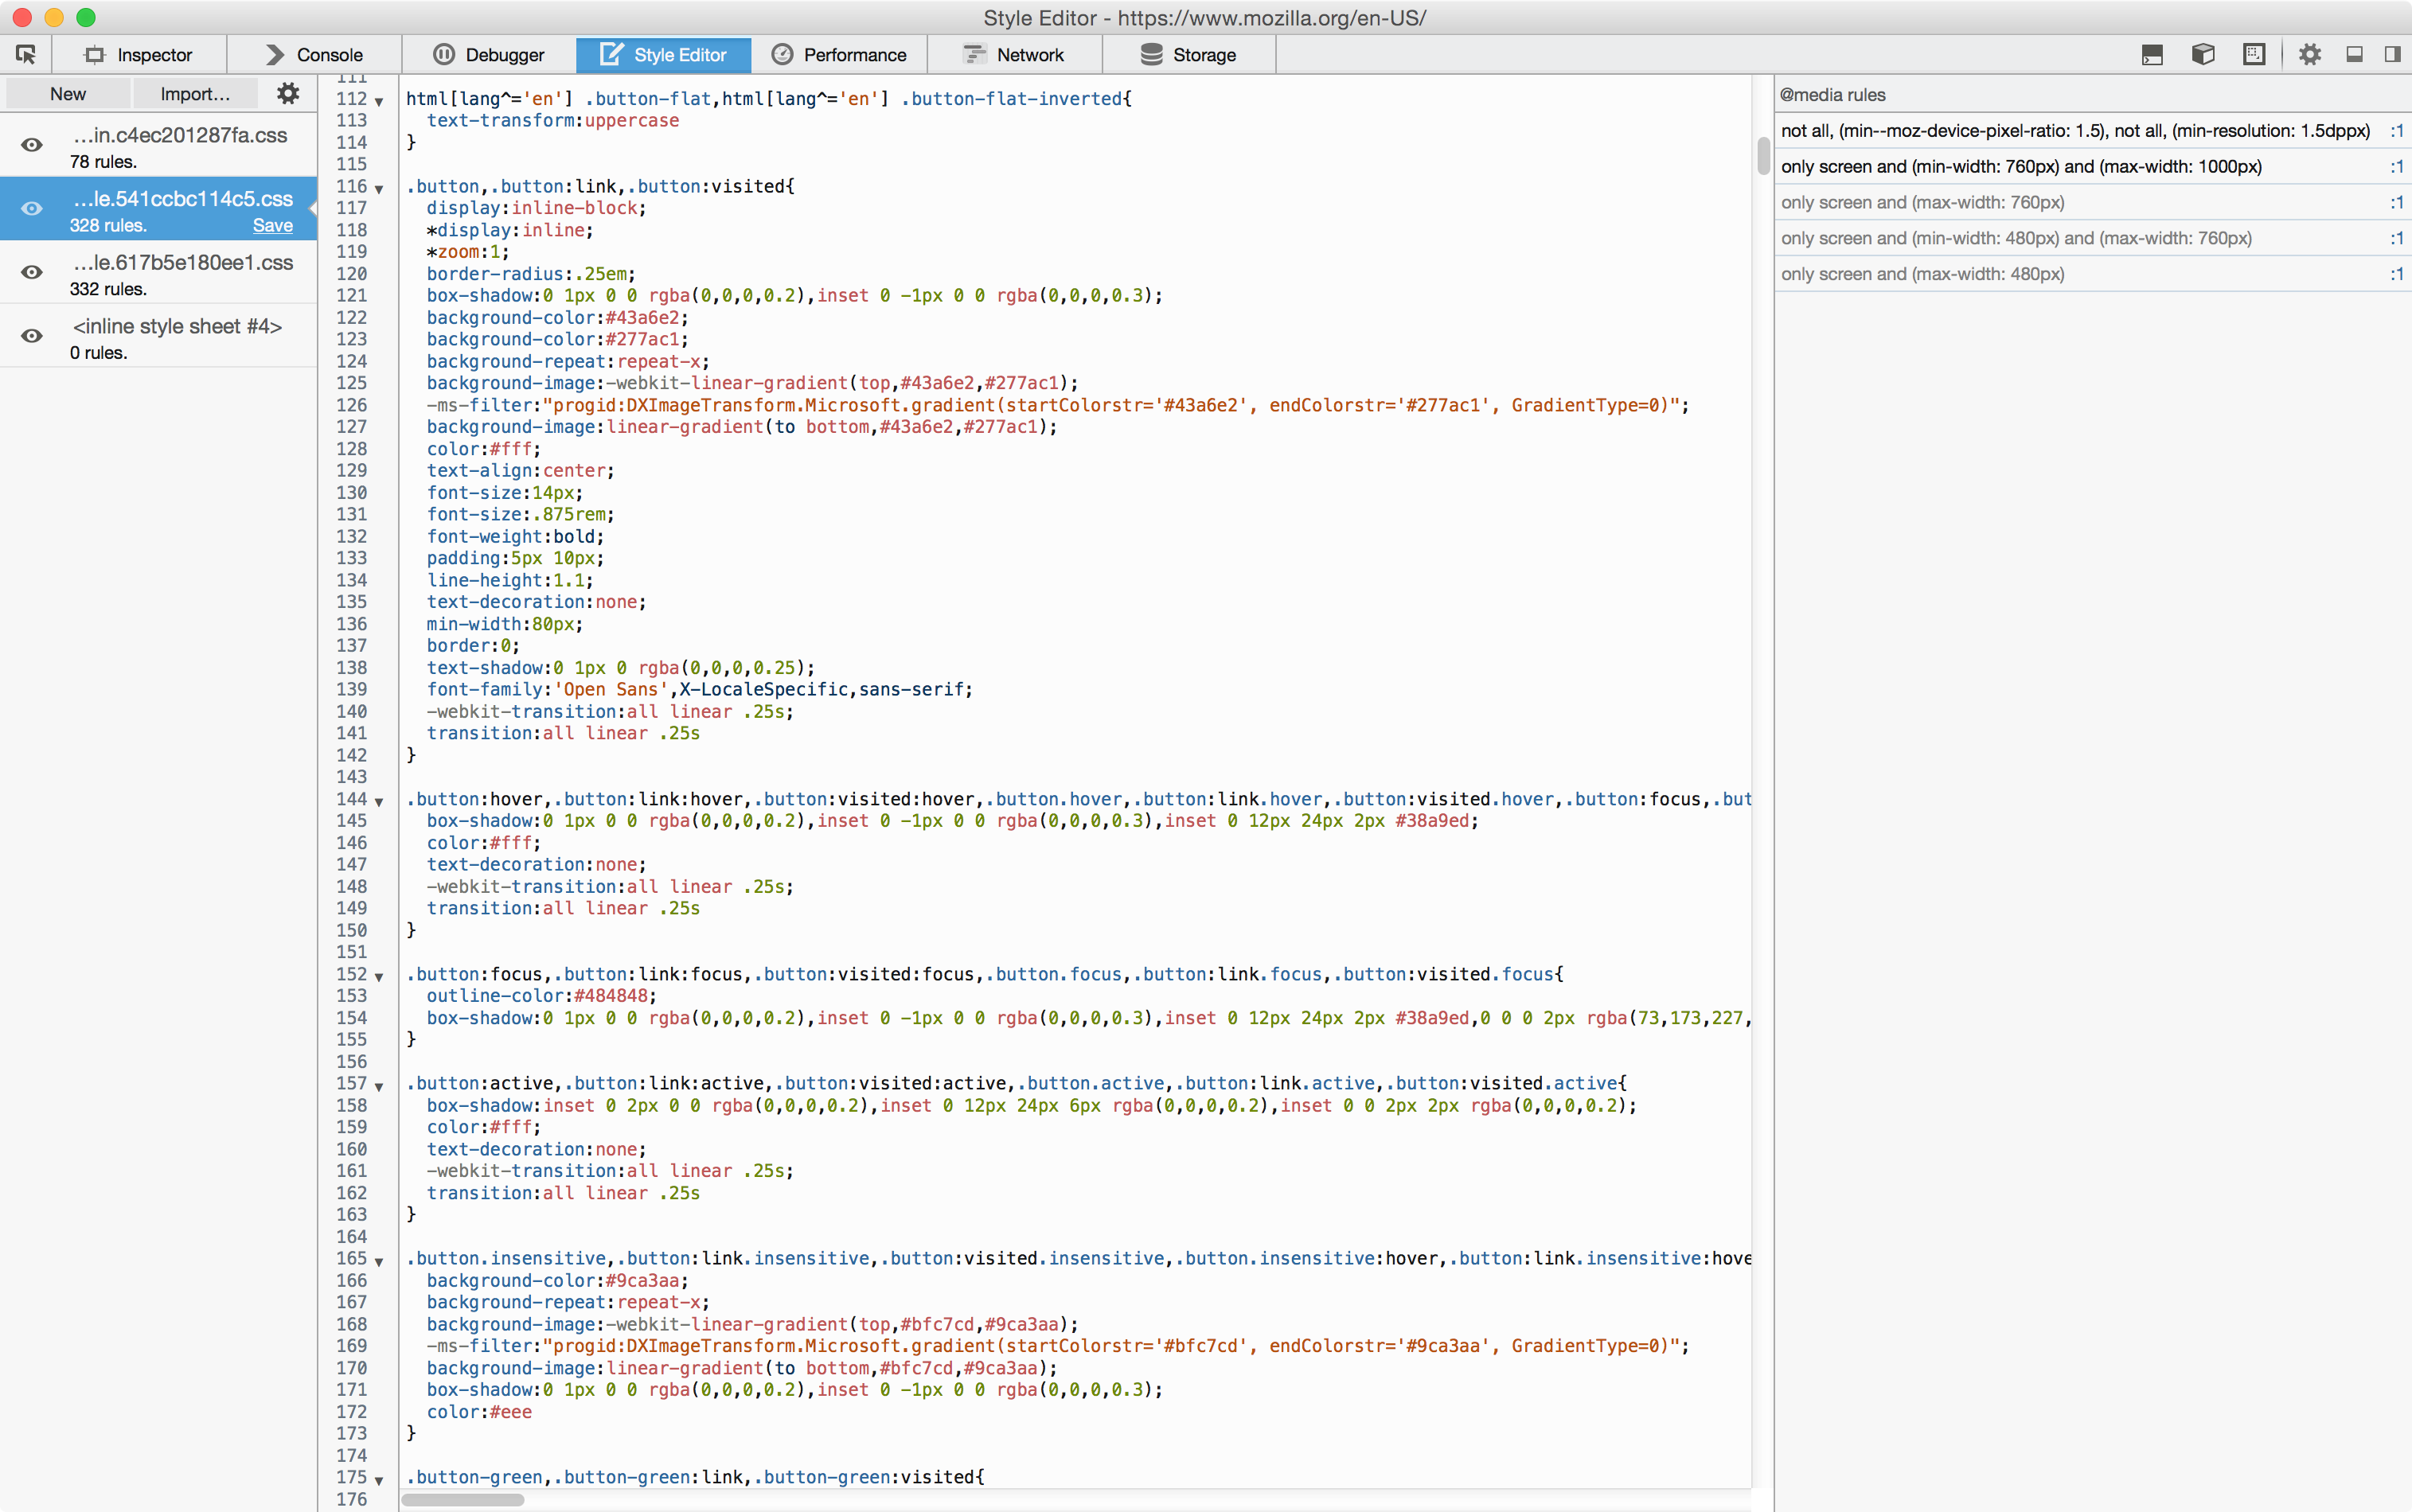 Style Editor - https://www.mozilla.org/en-US/
Inspector
Console
Debugger
Style Editor
Performance
Network
Storage
New
Import…
…in.c4ec201287fa.css
78 rules.
…le.541ccbc114c5.css
328 rules.
Save
…le.617b5e180ee1.css
332 rules.
<inline style sheet #4>
0 rules.
111
112 html[lang^='en'] .button-flat,html[lang^='en'] .button-flat-inverted{
113 text-transform:uppercase
114 }
115
116 .button,.button:link,.button:visited{
117 display:inline-block;
118 *display:inline;
119 *zoom:1;
120 border-radius:.25em;
121 box-shadow:0 1px 0 0 rgba(0,0,0,0.2),inset 0 -1px 0 0 rgba(0,0,0,0.3);
122 background-color:#43a6e2;
123 background-color:#277ac1;
124 background-repeat:repeat-x;
125 background-image:-webkit-linear-gradient(top,#43a6e2,#277ac1);
126 -ms-filter:"progid:DXImageTransform.Microsoft.gradient(startColorstr='#43a6e2', endColorstr='#277ac1', GradientType=0)";
127 background-image:linear-gradient(to bottom,#43a6e2,#277ac1);
128 color:#fff;
129 text-align:center;
130 font-size:14px;
131 font-size:.875rem;
132 font-weight:bold;
133 padding:5px 10px;
134 line-height:1.1;
135 text-decoration:none;
136 min-width:80px;
137 border:0;
138 text-shadow:0 1px 0 rgba(0,0,0,0.25);
139 font-family:'Open Sans',X-LocaleSpecific,sans-serif;
140 -webkit-transition:all linear .25s;
141 transition:all linear .25s
142 }
143
144 .button:hover,.button:link:hover,.button:visited:hover,.button.hover,.button:link.hover,.button:visited.hover,.button:focus,.but
145 box-shadow:0 1px 0 0 rgba(0,0,0,0.2),inset 0 -1px 0 0 rgba(0,0,0,0.3),inset 0 12px 24px 2px #38a9ed;
146 color:#fff;
147 text-decoration:none;
148 -webkit-transition:all linear .25s;
149 transition:all linear .25s
150 }
151
152 .button:focus,.button:link:focus,.button:visited:focus,.button.focus,.button:link.focus,.button:visited.focus{
153 outline-color:#484848;
154 box-shadow:0 1px 0 0 rgba(0,0,0,0.2),inset 0 -1px 0 0 rgba(0,0,0,0.3),inset 0 12px 24px 2px #38a9ed,0 0 0 2px rgba(73,173,227,
155 }
156
157 .button:active,.button:link:active,.button:visited:active,.button.active,.button:link.active,.button:visited.active{
158 box-shadow:inset 0 2px 0 0 rgba(0,0,0,0.2),inset 0 12px 24px 6px rgba(0,0,0,0.2),inset 0 0 2px 2px rgba(0,0,0,0.2);
159 color:#fff;
160 text-decoration:none;
161 -webkit-transition:all linear .25s;
162 transition:all linear .25s
163 }
164
165 .button.insensitive,.button:link.insensitive,.button:visited.insensitive,.button.insensitive:hover,.button:link.insensitive:hove
166 background-color:#9ca3aa;
167 background-repeat:repeat-x;
168 background-image:-webkit-linear-gradient(top,#bfc7cd,#9ca3aa);
169 -ms-filter:"progid:DXImageTransform.Microsoft.gradient(startColorstr='#bfc7cd', endColorstr='#9ca3aa', GradientType=0)";
170 background-image:linear-gradient(to bottom,#bfc7cd,#9ca3aa);
171 box-shadow:0 1px 0 0 rgba(0,0,0,0.2),inset 0 -1px 0 0 rgba(0,0,0,0.3);
172 color:#eee
173 }
174
175 .button-green,.button-green:link,.button-green:visited{
176
@media rules
not all, (min--moz-device-pixel-ratio: 1.5), not all, (min-resolution: 1.5dppx) :1
only screen and (min-width: 760px) and (max-width: 1000px) :1
only screen and (max-width: 760px) :1
only screen and (min-width: 480px) and (max-width: 760px) :1
only screen and (max-width: 480px) :1